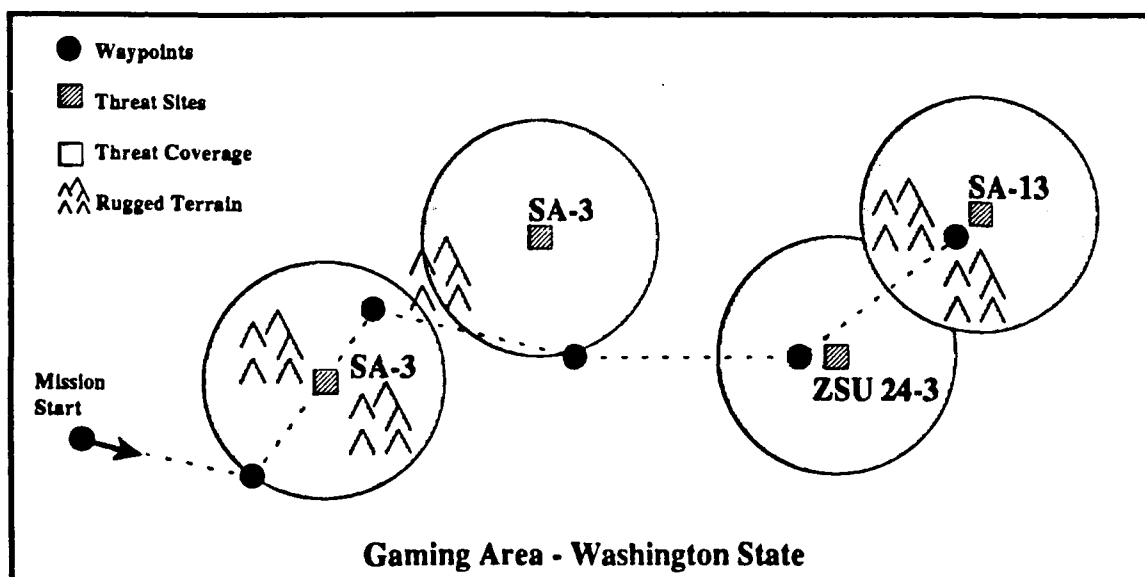 Waypoints
Threat Sites
Threat Coverage
Rugged Terrain
SA-3
SA-13
SA-3
ZSU 24-3
Mission
Start
Gaming Area - Washington State